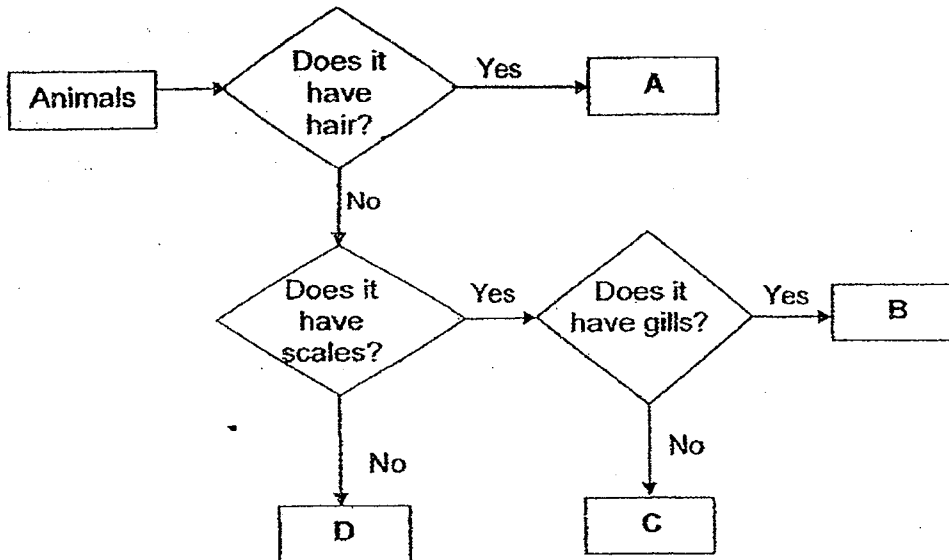 Animals
Does it
have
hair?
Yes
A
No
Does it
have
scales?
Yes
Does it
have gills?
Yes
B
No
D
No
C